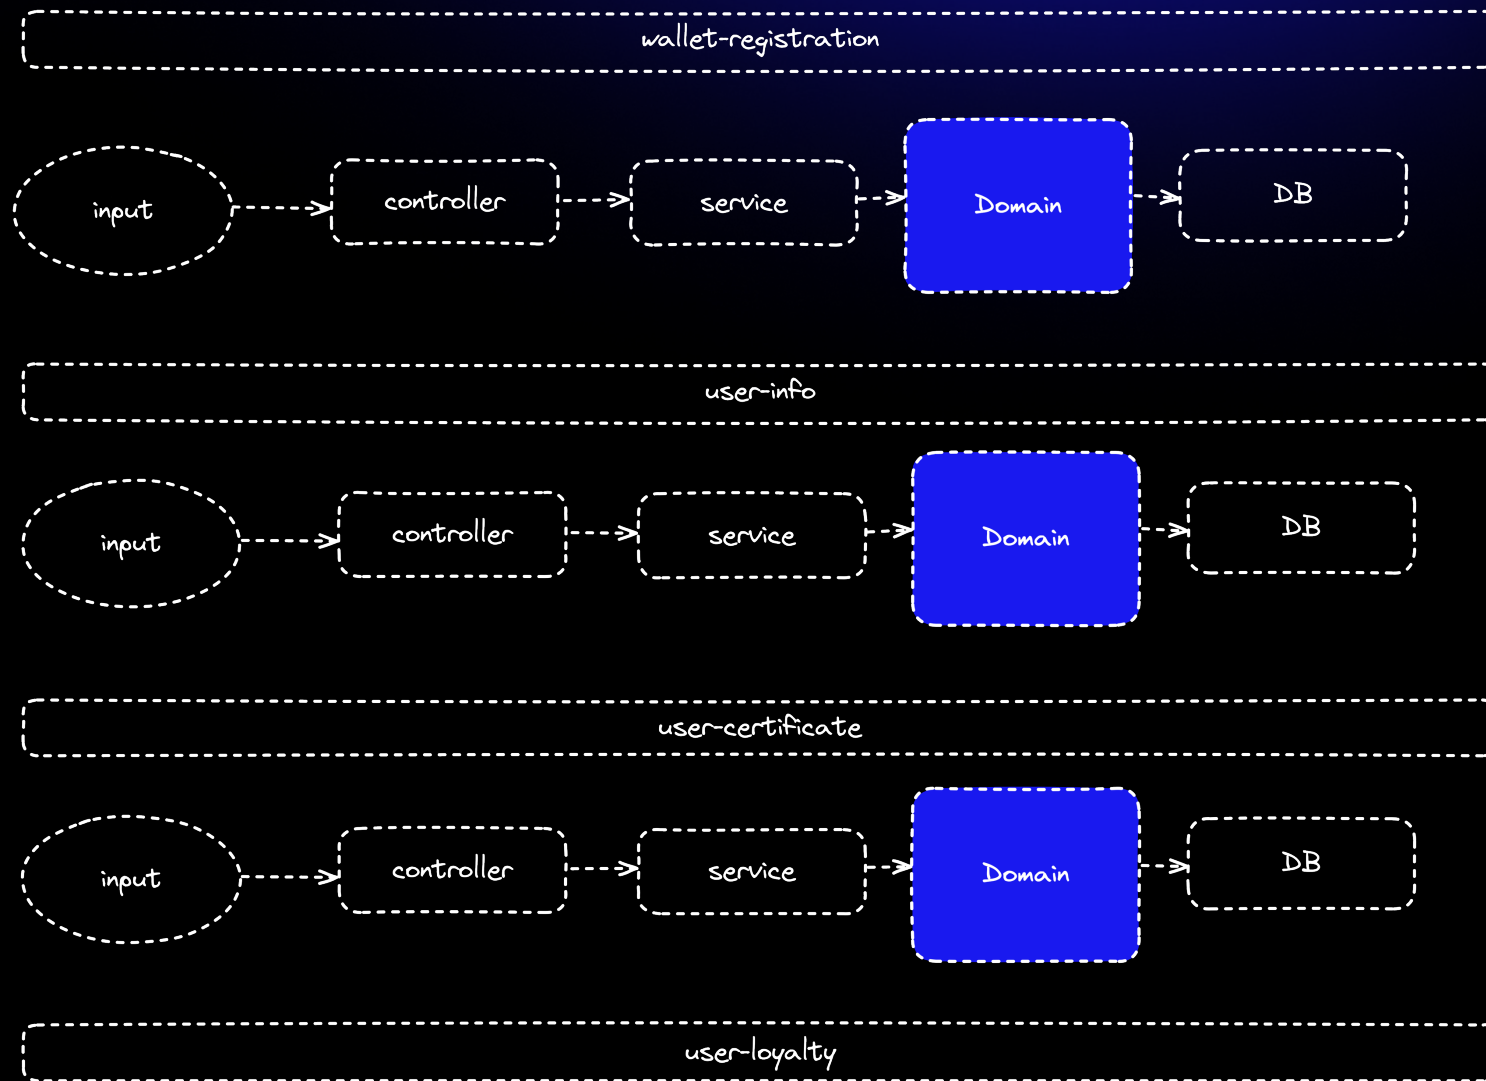 wallet-registration
input
controller
service
Domain
DB
user-info
input
controller
service
Domain
DB
user-certificate
input
controller
service
Domain
DB
user-loyalty